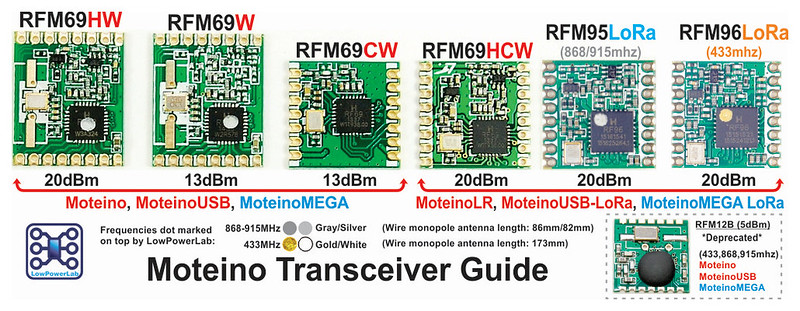 RFM69HW
RFM69W
RFM69CW
RFM69HCW
RFM95LoRa
(868/915mhz)
RFM96LoRa
(433mhz)
W3A324
RF96
RF96
20dBm
13dBm
13dBm
20dBm
20dBm
20dBm
Moteino, MoteinoUSB, MoteinoMEGA
MoteinoLR, MoteinoUSB-LoRa, MoteinoMEGA LoRa
LowPowerLab
Frequencies dot marked
on top by LowPowerLab:
868-915MHz Gray/Silver (Wire monopole antenna length: 86mm/82mm)
433MHz Gold/White (Wire monopole antenna length: 173mm)
Moteino Transceiver Guide
RFM12B (5dBm)
*Deprecated*
(433,868,915mhz)
Moteino
MoteinoUSB
MoteinoMEGA